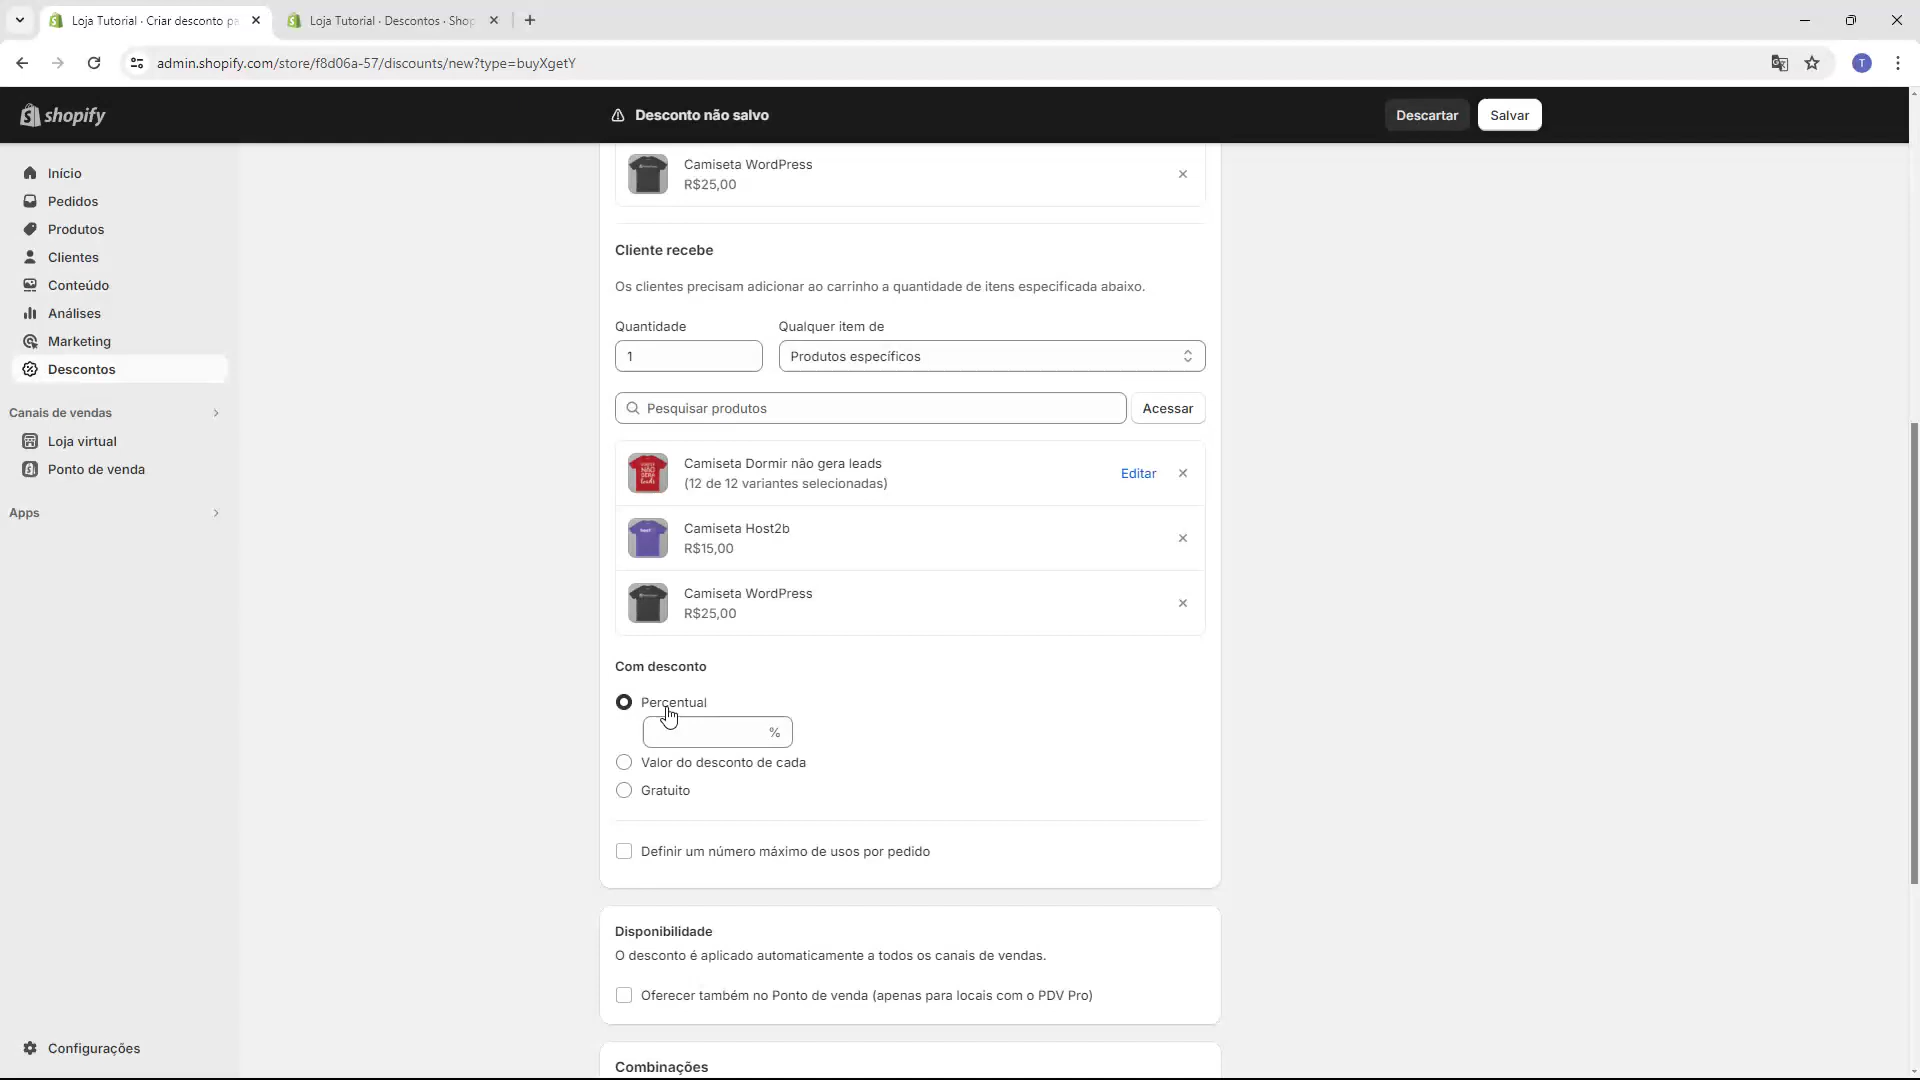 Loja Tutorial · Criar desconto pa
Loja Tutorial · Descontos · Shop
admin.shopify.com/store/f8d06a-57/discounts/new?type=buyXgetY
T
shopify
Desconto não salvo
Descartar
Salvar
Início
Pedidos
Produtos
Clientes
Conteúdo
Análises
Marketing
Descontos
Canais de vendas
Loja virtual
Ponto de venda
Apps
Configurações
Camiseta WordPress
R$25,00
Cliente recebe
Os clientes precisam adicionar ao carrinho a quantidade de itens especificada abaixo.
Quantidade
Qualquer item de
1
Produtos específicos
Pesquisar produtos
Acessar
Camiseta Dormir não gera leads
(12 de 12 variantes selecionadas)
Editar
Camiseta Host2b
R$15,00
Camiseta WordPress
R$25,00
Com desconto
Percentual
%
Valor do desconto de cada
Gratuito
Definir um número máximo de usos por pedido
Disponibilidade
O desconto é aplicado automaticamente a todos os canais de vendas.
Oferecer também no Ponto de venda (apenas para locais com o PDV Pro)
Combinações